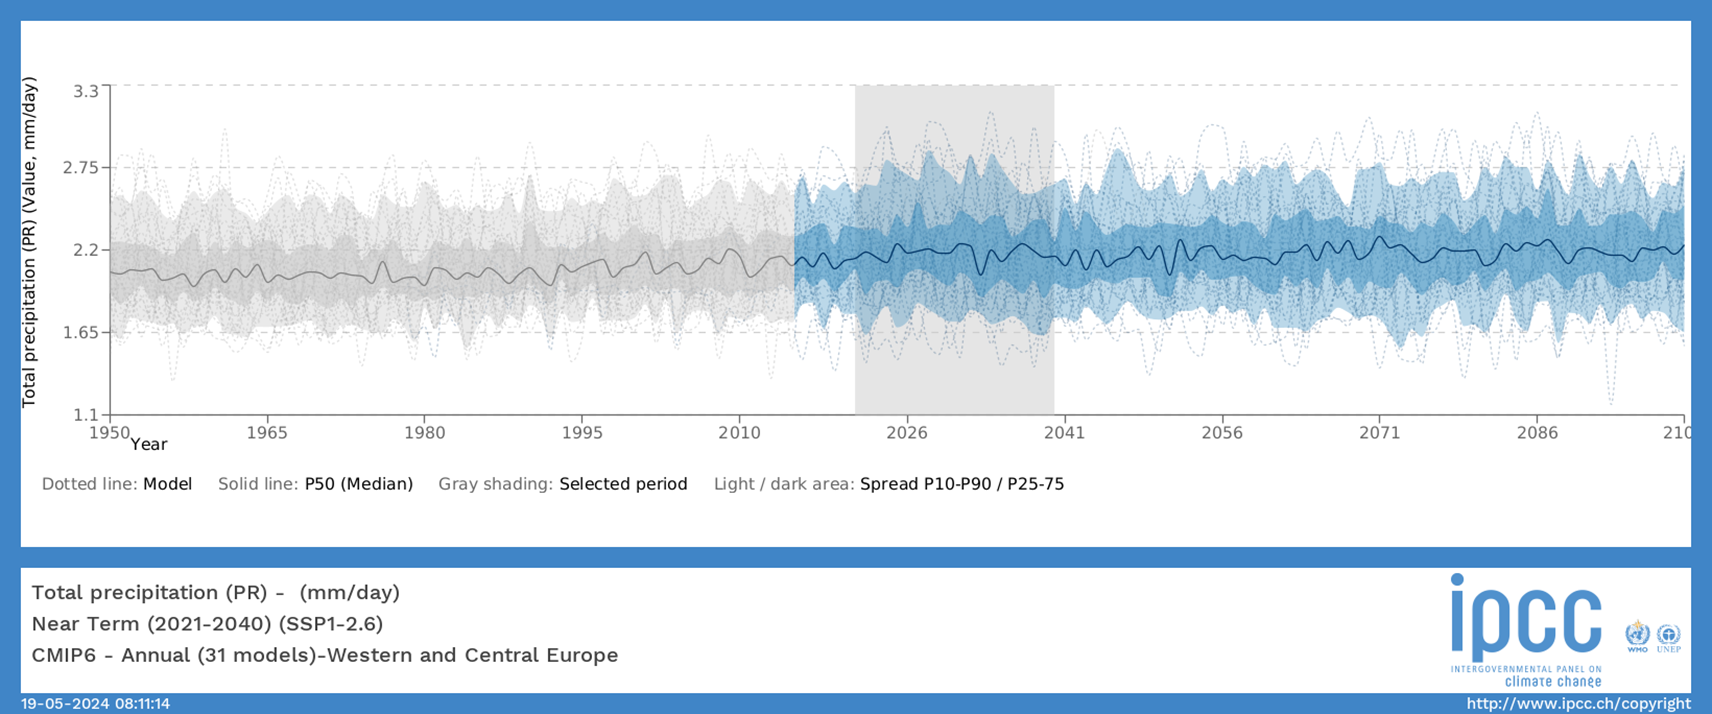 Total precipitation (PR) (Value, mm/day)
3.3
2.75
2.2
1.65
1.1
1950 1965 1980 1995 2010 2026 2041 2056 2071 2086 210
Year
Dotted line: Model Solid line: P50 (Median) Gray shading: Selected period Light / dark area: Spread P10-P90 / P25-75
Total precipitation (PR) - (mm/day)
Near Term (2021-2040) (SSP1-2.6)
CMIP6 - Annual (31 models)-Western and Central Europe
ipcc
INTERGOVERNMENTAL PANEL ON
climate change
WMO
UNEP
19-05-2024 08:11:14
http://www.ipcc.ch/copyright